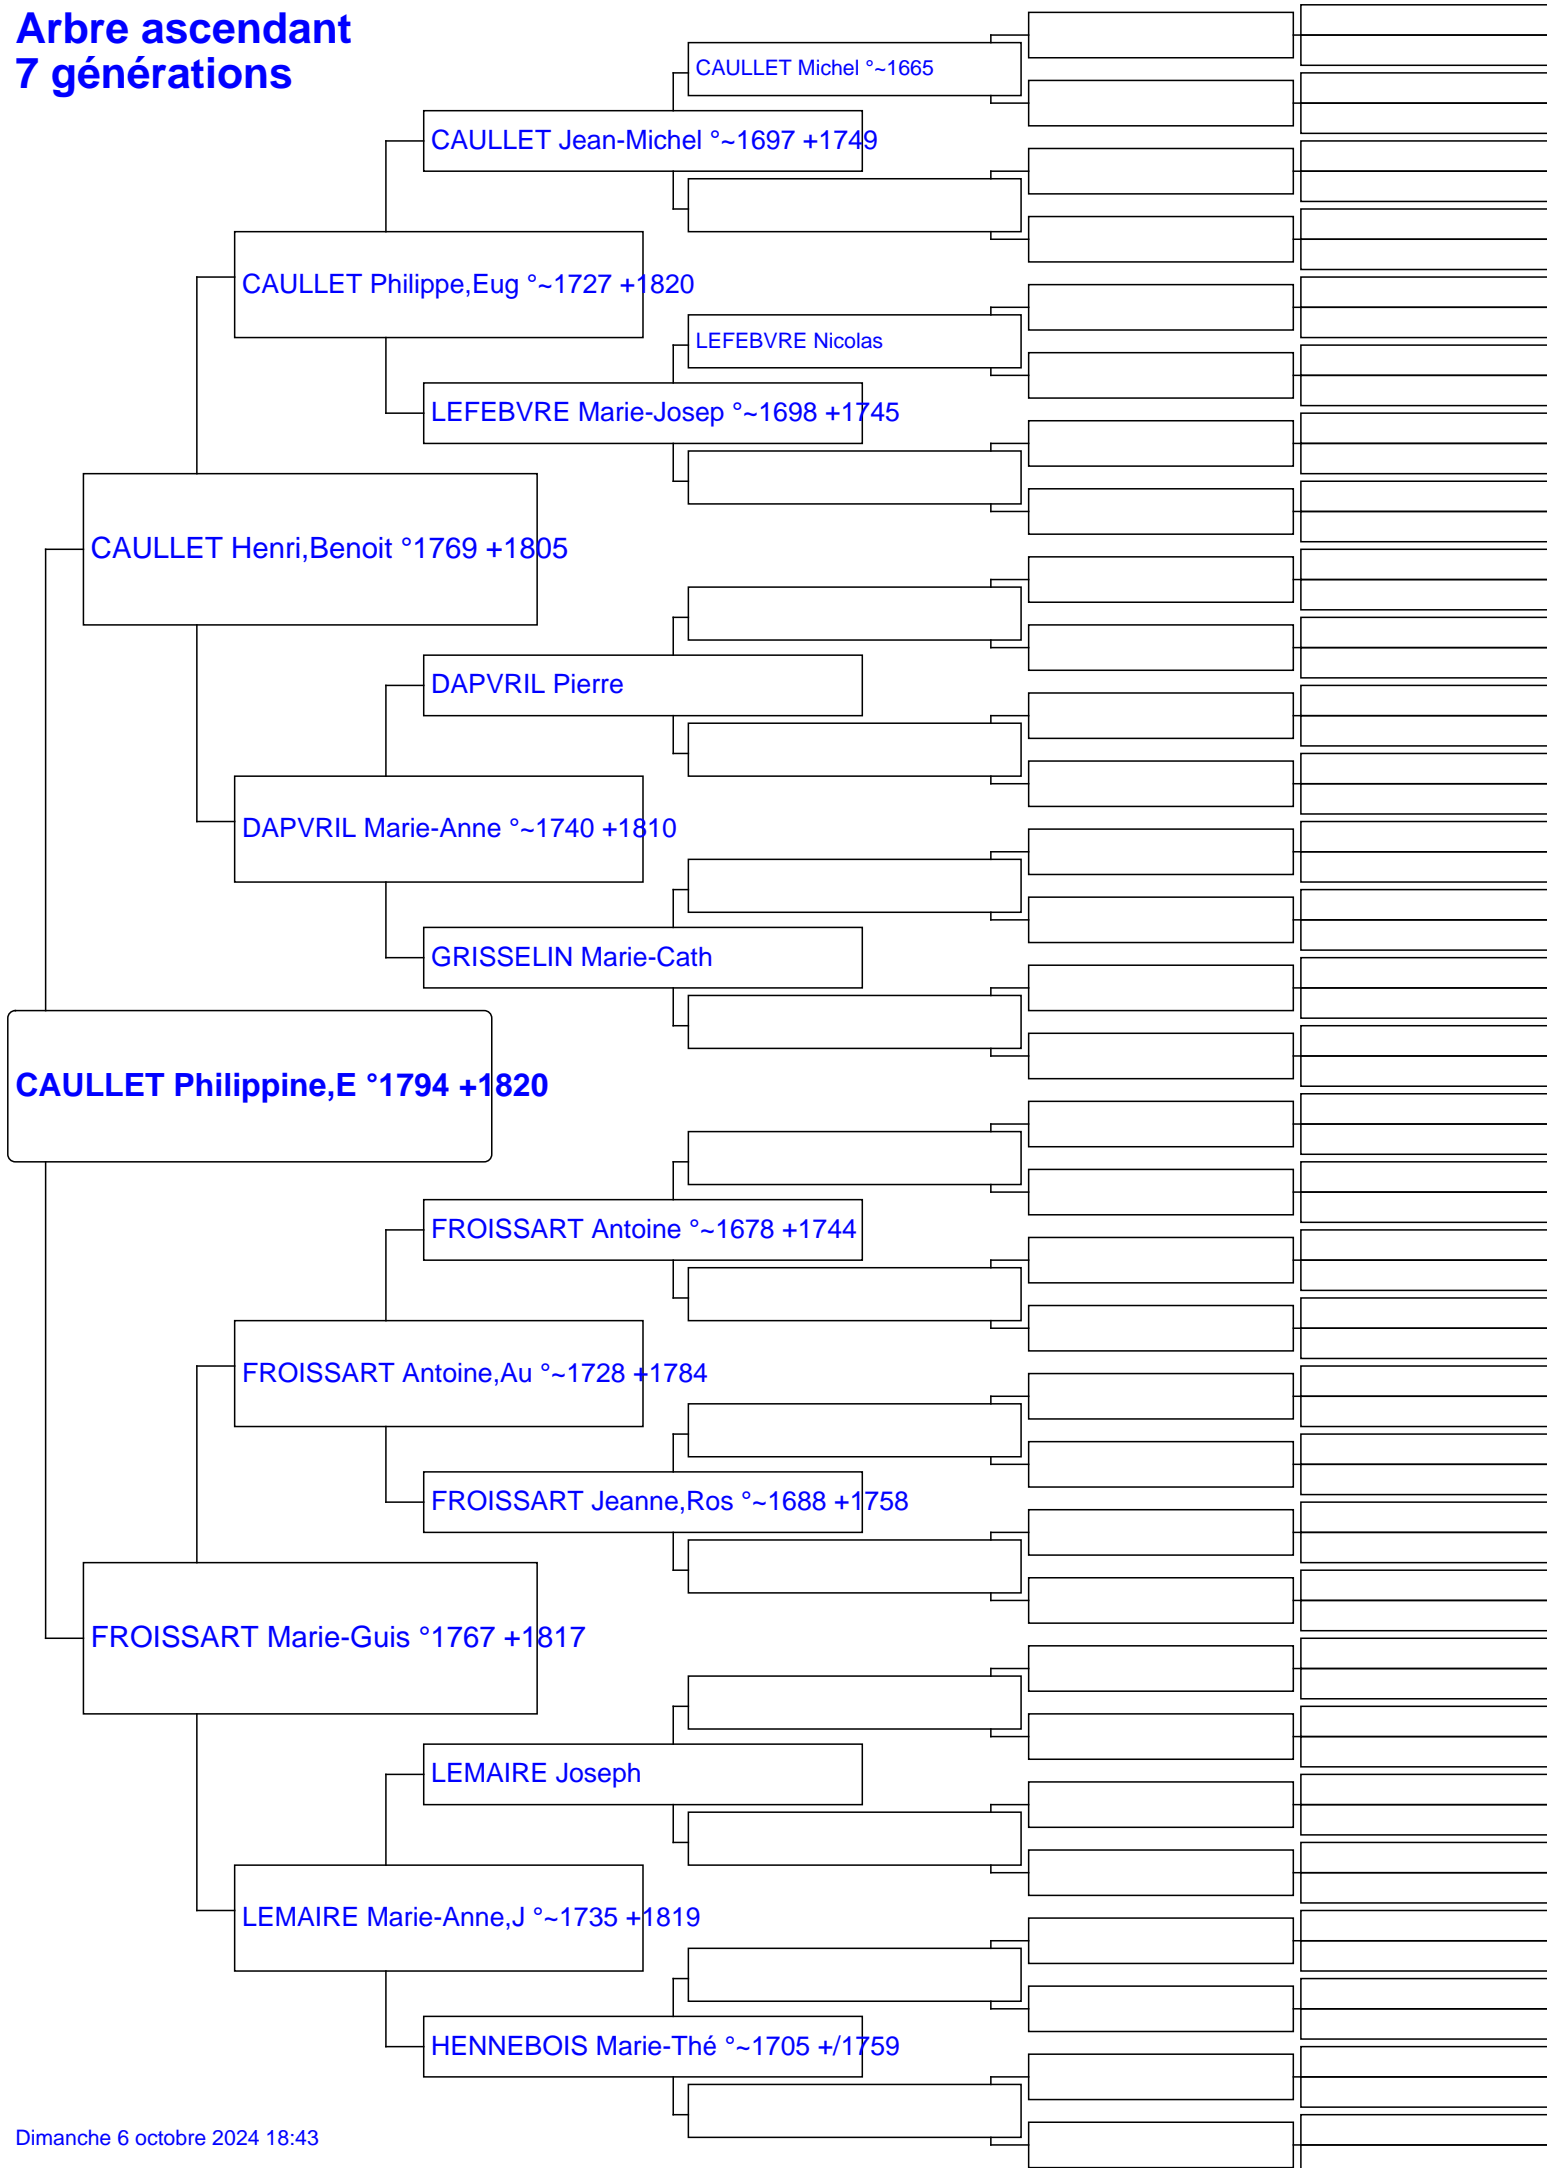 Arbre ascendant
7 générations
CAULLET Michel °~1665
CAULLET Jean-Michel °~1697 +1749
CAULLET Philippe,Eug °~1727 +1820
LEFEBVRE Nicolas
LEFEBVRE Marie-Josep °~1698 +1745
CAULLET Henri,Benoit °1769 +1805
DAPVRIL Pierre
DAPVRIL Marie-Anne °~1740 +1810
GRISSELIN Marie-Cath
CAULLET Philippine,E °1794 +1820
FROISSART Antoine °~1678 +1744
FROISSART Antoine,Au °~1728 +1784
FROISSART Jeanne,Ros °~1688 +1758
FROISSART Marie-Guis °1767 +1817
LEMAIRE Joseph
LEMAIRE Marie-Anne,J °~1735 +1819
HENNEBOIS Marie-Thé °~1705 +/1759
Dimanche 6 octobre 2024 18:43